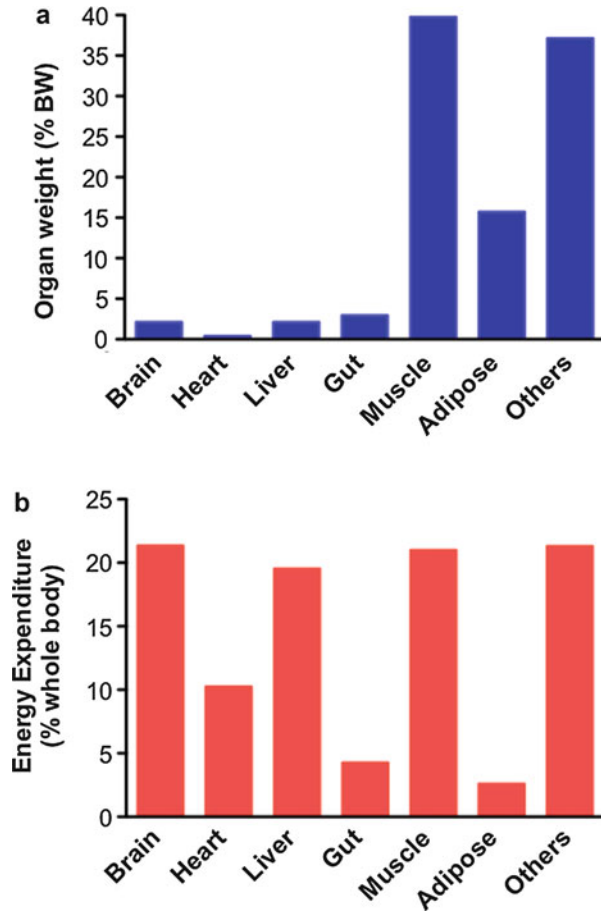 a
Organ weight (% BW)
40
35
30
25
20
15
10
5
0
Brain
Heart
Liver
Gut
Muscle
Adipose
Others
b
Energy Expenditure
(% whole body)
25
20
15
10
5
0
Brain
Heart
Liver
Gut
Muscle
Adipose
Others